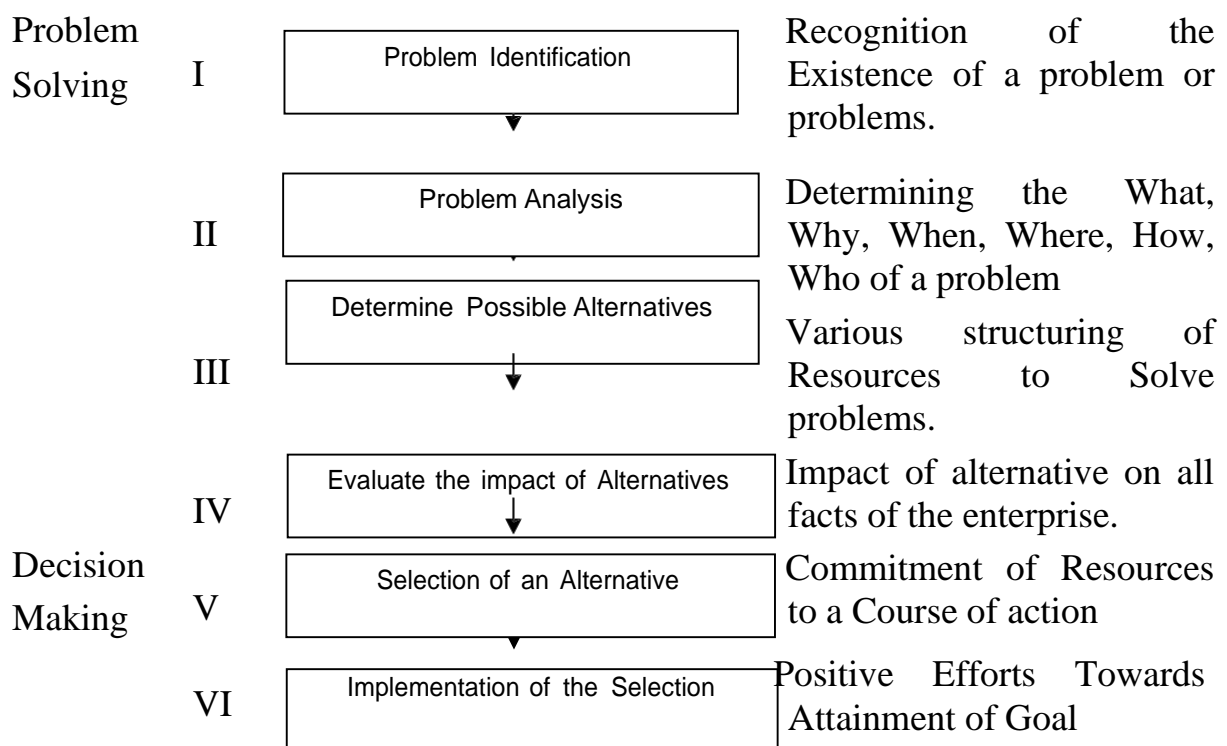 Problem
Solving
I
Problem Identification
Recognition of the
Existence of a problem or
problems.
II
Problem Analysis
Determining the What,
Why, When, Where, How,
Who of a problem
III
Determine Possible Alternatives
Various structuring of
Resources to Solve
problems.
IV
Evaluate the impact of Alternatives
Impact of alternative on all
facts of the enterprise.
Decision
Making
V
Selection of an Alternative
Commitment of Resources
to a Course of action
VI
Implementation of the Selection
Positive Efforts Towards
Attainment of Goal